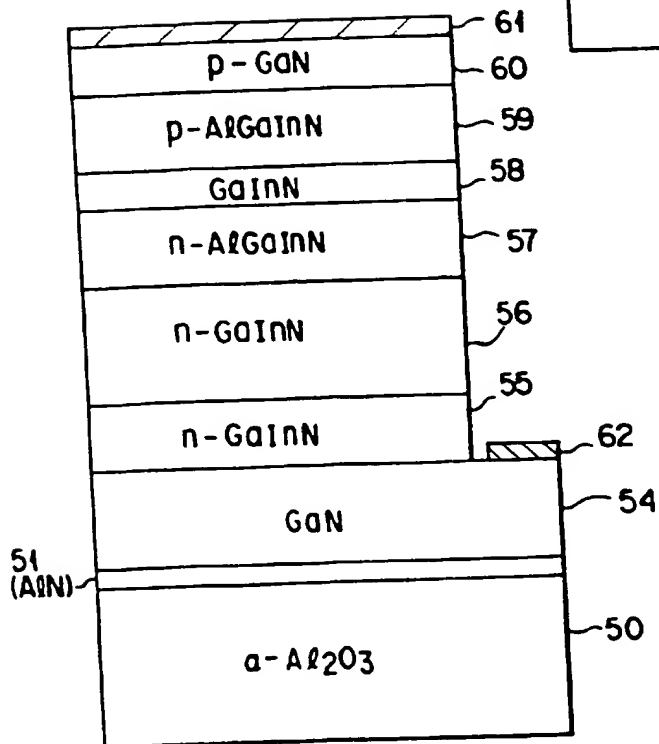 61
p-GaN 60
p-AlGaInN 59
GaInN 58
n-AlGaInN 57
n-GaInN 56
55
n-GaInN 62
GaN 54
51
(AlN)
a-Al2O3 50